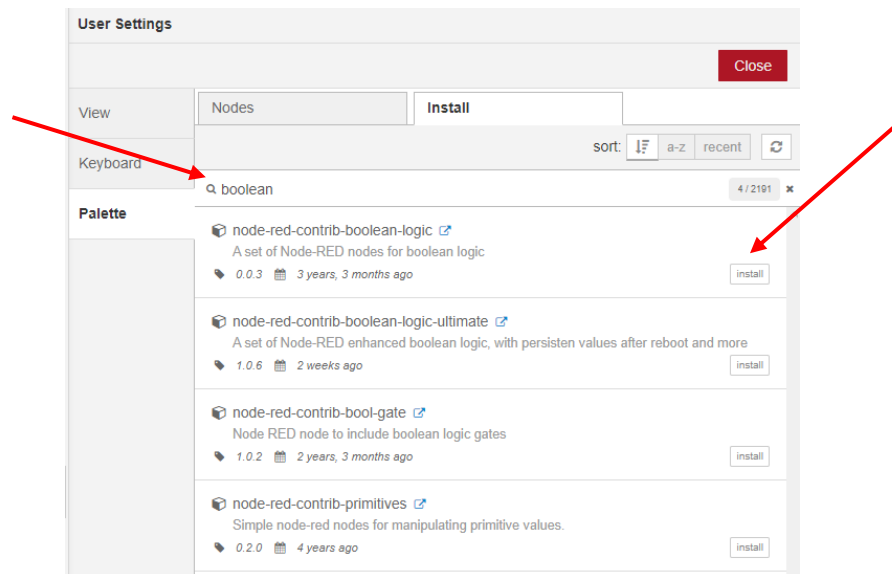 User Settings
Close
View
Nodes
Install
sort: a-z recent
Keyboard
boolean
4 / 2191
Palette
node-red-contrib-boolean-logic
A set of Node-RED nodes for boolean logic
0.0.3 3 years, 3 months ago
install
node-red-contrib-boolean-logic-ultimate
A set of Node-RED enhanced boolean logic, with persisten values after reboot and more
1.0.6 2 weeks ago
install
node-red-contrib-bool-gate
Node RED node to include boolean logic gates
1.0.2 2 years, 3 months ago
install
node-red-contrib-primitives
Simple node-red nodes for manipulating primitive values.
0.2.0 4 years ago
install